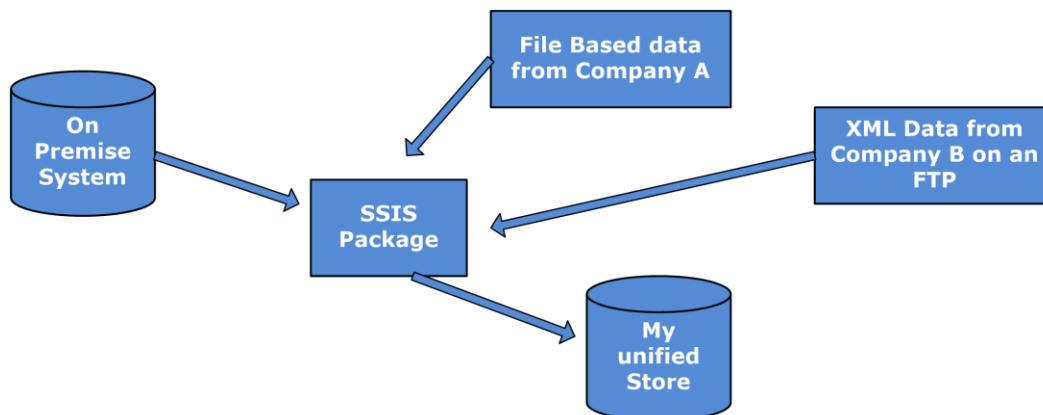 File Based data
from Company A
On
Premise
System
XML Data from
Company B on an
FTP
SSIS
Package
My
unified
Store